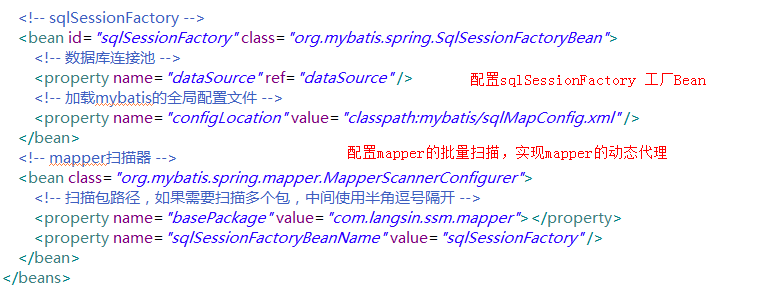 <!-- sqlSessionFactory -->
<bean id="sqlSessionFactory" class="org.mybatis.spring.SqlSessionFactoryBean">
<!-- 数据库连接池 -->
<property name="dataSource" ref="dataSource" /> 配置sqlSessionFactory 工厂Bean
<!-- 加载mybatis的全局配置文件 -->
<property name="configLocation" value="classpath:mybatis/sqlMapConfig.xml" />
</bean>
<!-- mapper扫描器 --> 配置mapper的批量扫描，实现mapper的动态代理
<bean class="org.mybatis.spring.mapper.MapperScannerConfigurer">
<!-- 扫描包路径，如果需要扫描多个包，中间使用半角逗号隔开 -->
<property name="basePackage" value="com.langsin.ssm.mapper"></property>
<property name="sqlSessionFactoryBeanName" value="sqlSessionFactory" />
</bean>
</beans>